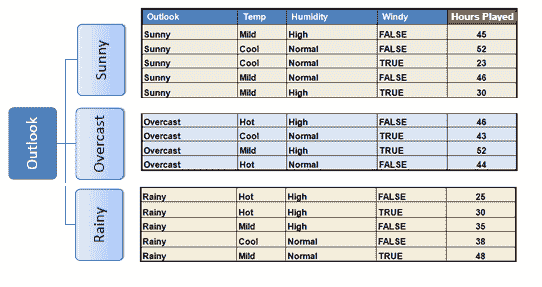 Outlook Temp Humidity Windy Hours Played
Sunny
Sunny Mild High FALSE 45
Sunny Cool Normal FALSE 52
Sunny Cool Normal TRUE 23
Sunny Mild Normal FALSE 46
Sunny Mild High TRUE 30
Outlook
Overcast
Overcast Hot High FALSE 46
Overcast Cool Normal TRUE 43
Overcast Mild High TRUE 52
Overcast Hot Normal FALSE 44
Rainy
Rainy Hot High FALSE 25
Rainy Hot High TRUE 30
Rainy Mild High FALSE 35
Rainy Cool Normal FALSE 38
Rainy Mild Normal TRUE 48